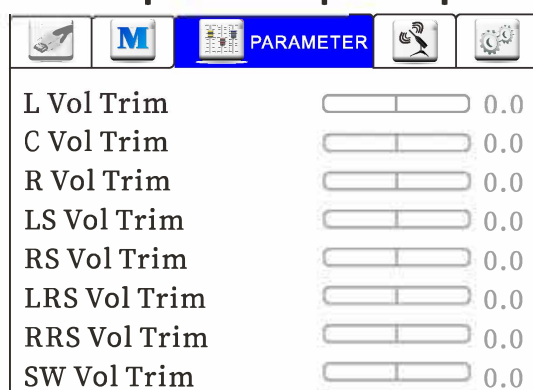 M
PARAMETER
L Vol Trim 0.0
C Vol Trim 0.0
R Vol Trim 0.0
LS Vol Trim 0.0
RS Vol Trim 0.0
LRS Vol Trim 0.0
RRS Vol Trim 0.0
SW Vol Trim 0.0